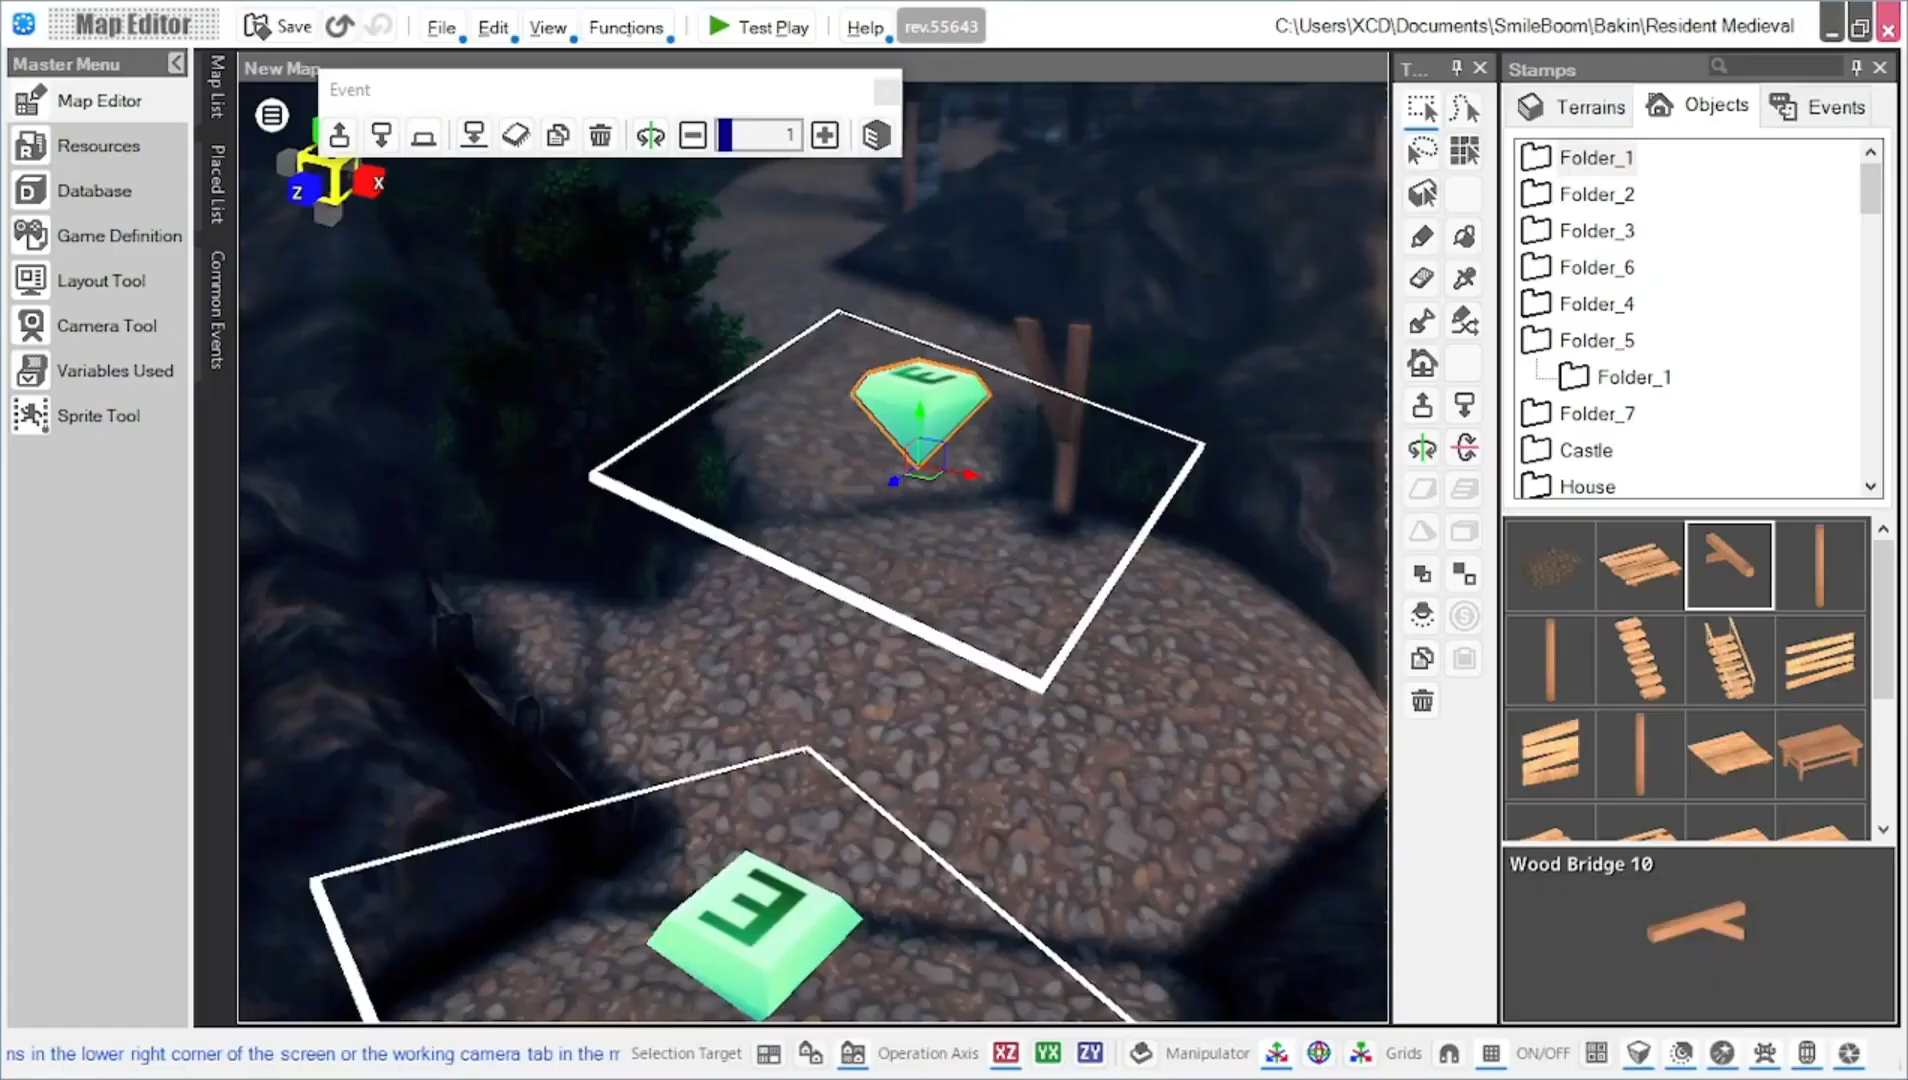 Map Editor
Save
File
Edit
View
Functions
Test Play
Help
rev.55643
C:\Users\XCD\Documents\SmileBoom\Bakin\Resident Medieval
Master Menu
Map Editor
Resources
Database
Game Definition
Layout Tool
Camera Tool
Variables Used
Sprite Tool
Map List
Placed List
Common Events
New Map
Event
1
Z
X
E
E
T...
Stamps
Terrains
Objects
Events
Folder_1
Folder_2
Folder_3
Folder_6
Folder_4
Folder_5
Folder_1
Folder_7
Castle
House
Wood Bridge 10
ns in the lower right corner of the screen or the working camera tab in the m
Selection Target
Operation Axis
XZ
YX
ZY
Manipulator
Grids
ON/OFF